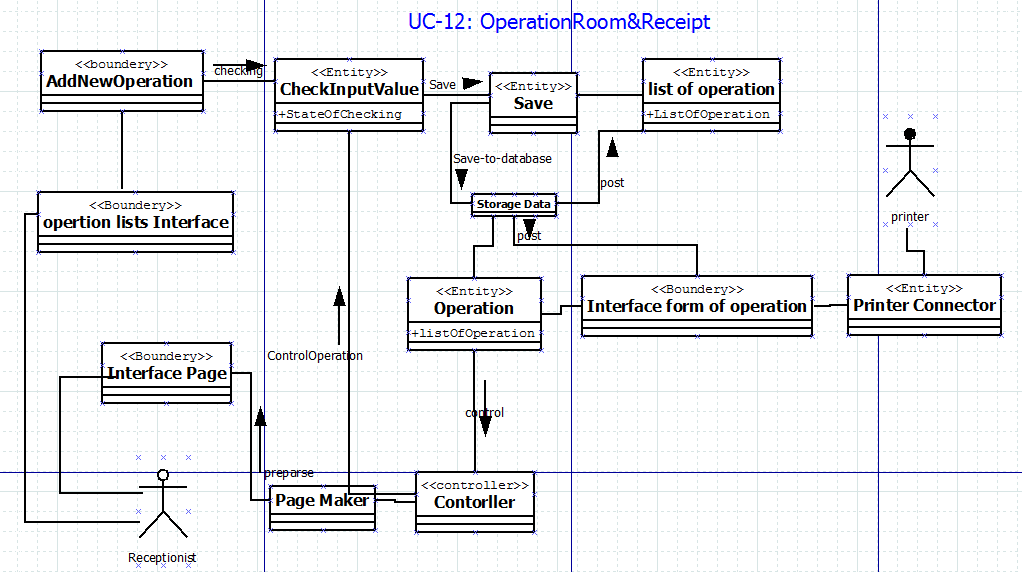 UC-12: OperationRoom&Receipt
<<boundery>>
AddNewOperation
checking
<<Entity>>
CheckInputValue
+StateOfChecking
Save
<<Entity>>
Save
<<Entity>>
list of operation
+ListOfOperation
Save-to-database
post
Storage Data
post
printer
<<Boundery>>
opertion lists Interface
<<Entity>>
Operation
+listOfOperation
<<Boundery>>
Interface form of operation
<<Entity>>
Printer Connector
ControlOperation
<<Boundery>>
Interface Page
control
preparse
Page Maker
<<controller>>
Contorller
Receptionist